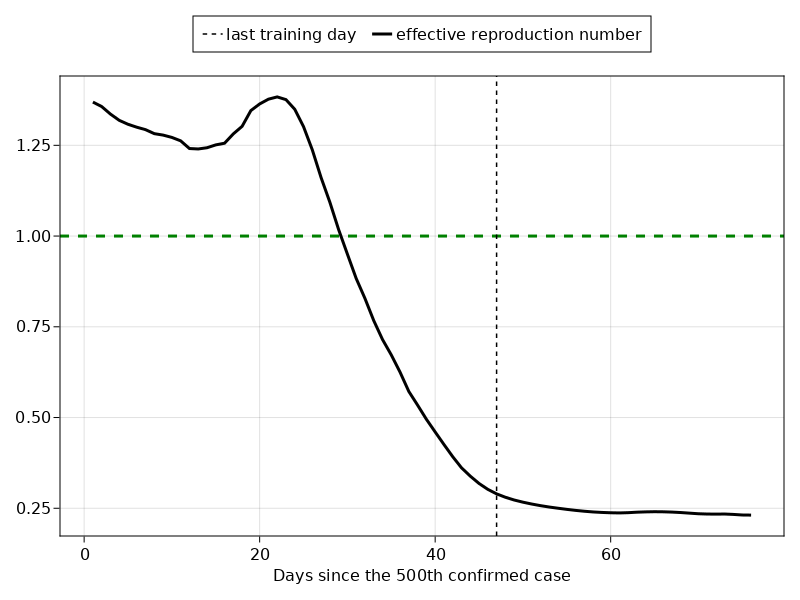 last training day effective reproduction number
1.25
1.00
0.75
0.50
0.25
0 20 40 60
Days since the 500th confirmed case